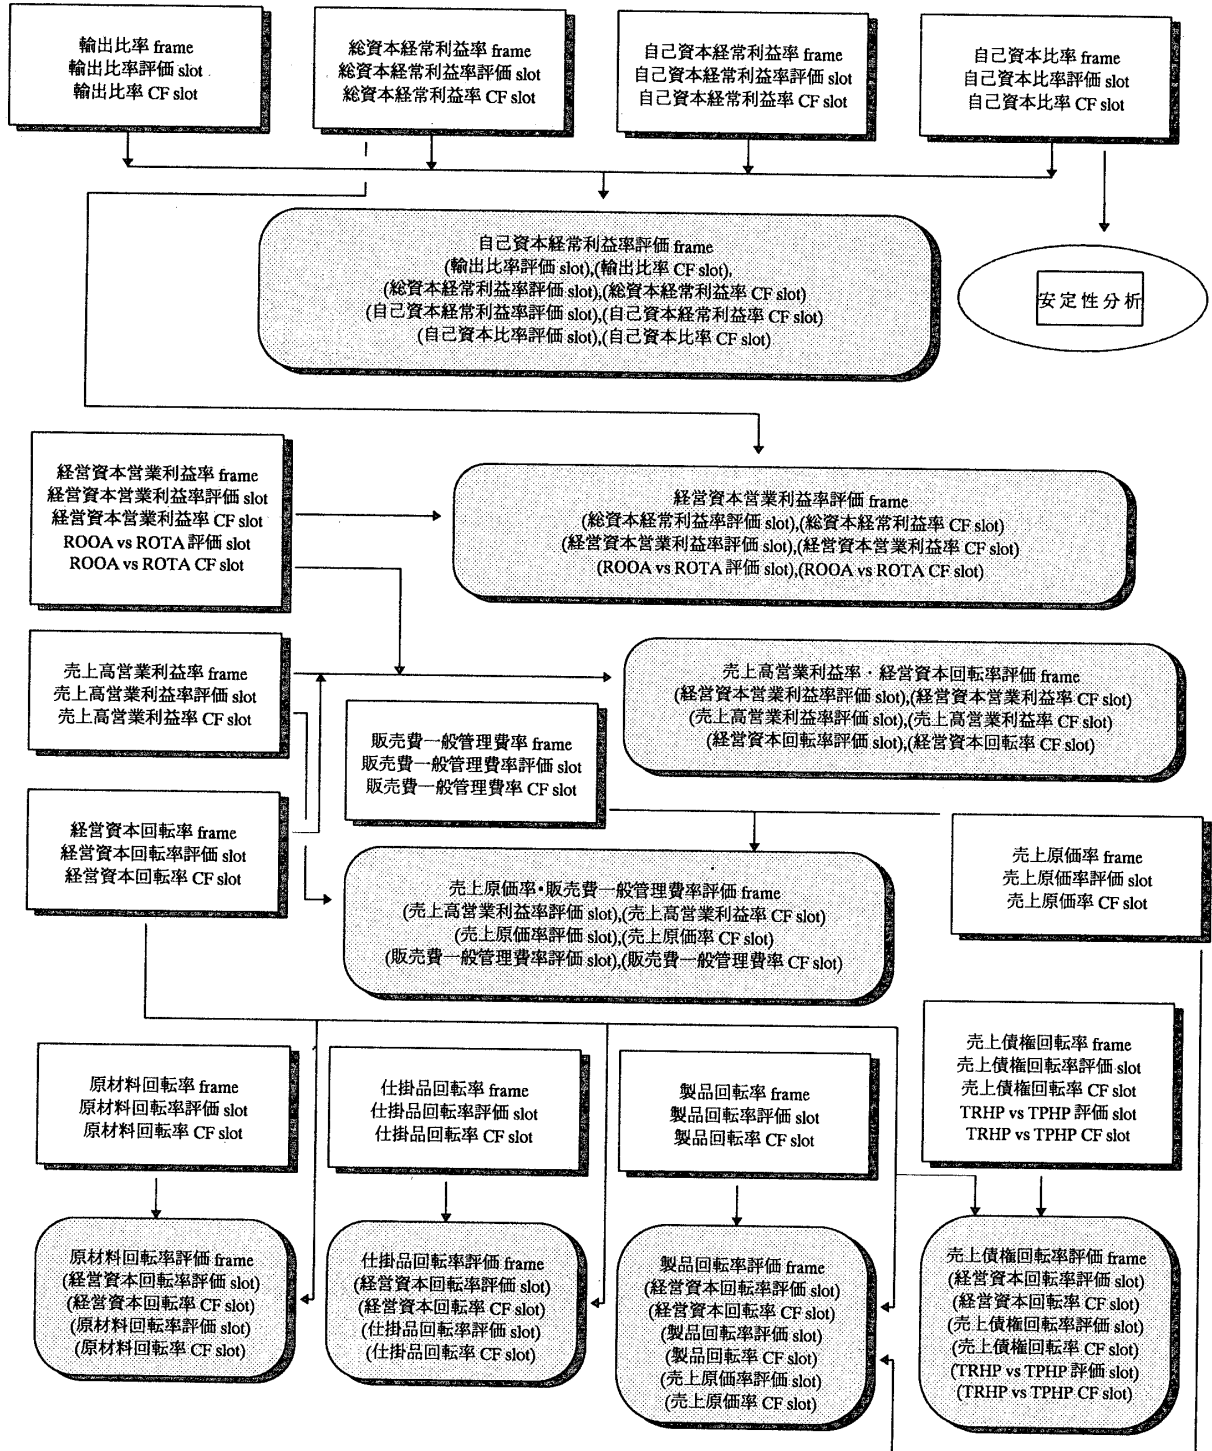 輸出比率 frame
輸出比率評価 slot
輸出比率 CF slot
総資本経常利益率 frame
総資本経常利益率評価 slot
総資本経常利益率 CF slot
自己資本経常利益率 frame
自己資本経常利益率評価 slot
自己資本経常利益率 CF slot
自己資本比率 frame
自己資本比率評価 slot
自己資本比率 CF slot
自己資本経常利益率評価 frame
(輸出比率評価 slot),(輸出比率 CF slot),
(総資本経常利益率評価 slot),(総資本経常利益率 CF slot)
(自己資本経常利益率評価 slot),(自己資本経常利益率 CF slot)
(自己資本比率評価 slot),(自己資本比率 CF slot)
安定性分析
経営資本営業利益率 frame
経営資本営業利益率評価 slot
経営資本営業利益率 CF slot
ROOA vs ROTA 評価 slot
ROOA vs ROTA CF slot
経営資本営業利益率評価 frame
(総資本経常利益率評価 slot),(総資本経常利益率 CF slot)
(経営資本営業利益率評価 slot),(経営資本営業利益率 CF slot)
(ROOA vs ROTA 評価 slot),(ROOA vs ROTA CF slot)
売上高営業利益率 frame
売上高営業利益率評価 slot
売上高営業利益率 CF slot
売上高営業利益率・経営資本回転率評価 frame
(経営資本営業利益率評価 slot),(経営資本営業利益率 CF slot)
(売上高営業利益率評価 slot),(売上高営業利益率 CF slot)
(経営資本回転率評価 slot),(経営資本回転率 CF slot)
販売費一般管理費率 frame
販売費一般管理費率評価 slot
販売費一般管理費率 CF slot
経営資本回転率 frame
経営資本回転率評価 slot
経営資本回転率 CF slot
売上原価率・販売費一般管理費率評価 frame
(売上高営業利益率評価 slot),(売上高営業利益率 CF slot)
(売上原価率評価 slot),(売上原価率 CF slot)
(販売費一般管理費率評価 slot),(販売費一般管理費率 CF slot)
売上原価率 frame
売上原価率評価 slot
売上原価率 CF slot
原材料回転率 frame
原材料回転率評価 slot
原材料回転率 CF slot
仕掛品回転率 frame
仕掛品回転率評価 slot
仕掛品回転率 CF slot
製品回転率 frame
製品回転率評価 slot
製品回転率 CF slot
売上債権回転率 frame
売上債権回転率評価 slot
売上債権回転率 CF slot
TRHP vs TPHP 評価 slot
TRHP vs TPHP CF slot
原材料回転率評価 frame
(経営資本回転率評価 slot)
(経営資本回転率 CF slot)
(原材料回転率評価 slot)
(原材料回転率 CF slot)
仕掛品回転率評価 frame
(経営資本回転率評価 slot)
(経営資本回転率 CF slot)
(仕掛品回転率評価 slot)
(仕掛品回転率 CF slot)
製品回転率評価 frame
(経営資本回転率評価 slot)
(経営資本回転率 CF slot)
(製品回転率評価 slot)
(製品回転率 CF slot)
(売上原価率評価 slot)
(売上原価率 CF slot)
売上債権回転率評価 frame
(経営資本回転率評価 slot)
(経営資本回転率 CF slot)
(売上債権回転率評価 slot)
(売上債権回転率 CF slot)
(TRHP vs TPHP 評価 slot)
(TRHP vs TPHP CF slot)